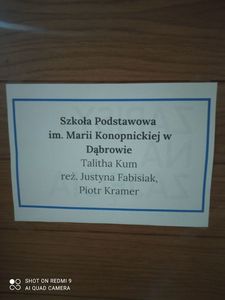 Szkoła Podstawowa
im. Marii Konopnickiej w
Dąbrowie
Talitha Kum
reż. Justyna Fabisiak,
Piotr Kramer
SHOT ON REDMI 9
AI QUAD CAMERA